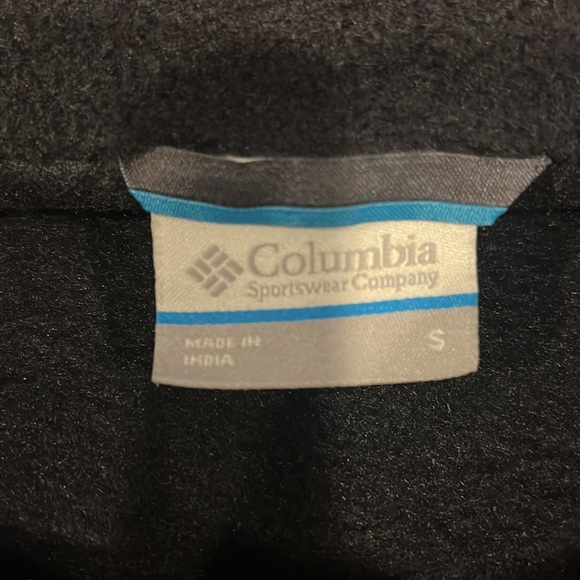 Columbia
Sportswear Company
MADE IN
INDIA
S